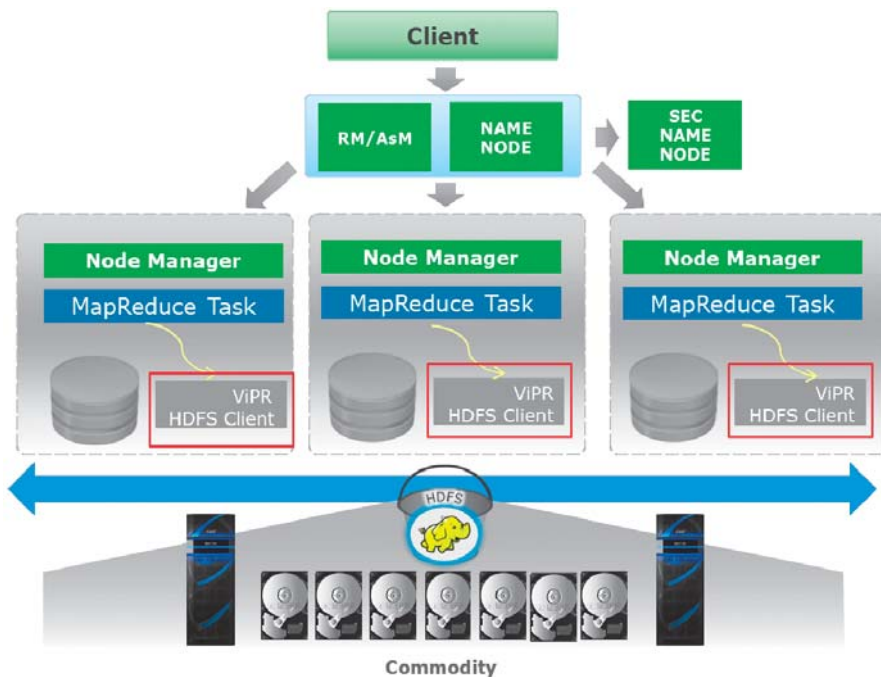 Client
RM/AsM
NAME
NODE
SEC
NAME
NODE
Node Manager
MapReduce Task
ViPR
HDFS Client
Node Manager
MapReduce Task
ViPR
HDFS Client
Node Manager
MapReduce Task
ViPR
HDFS Client
HDFS
Commodity